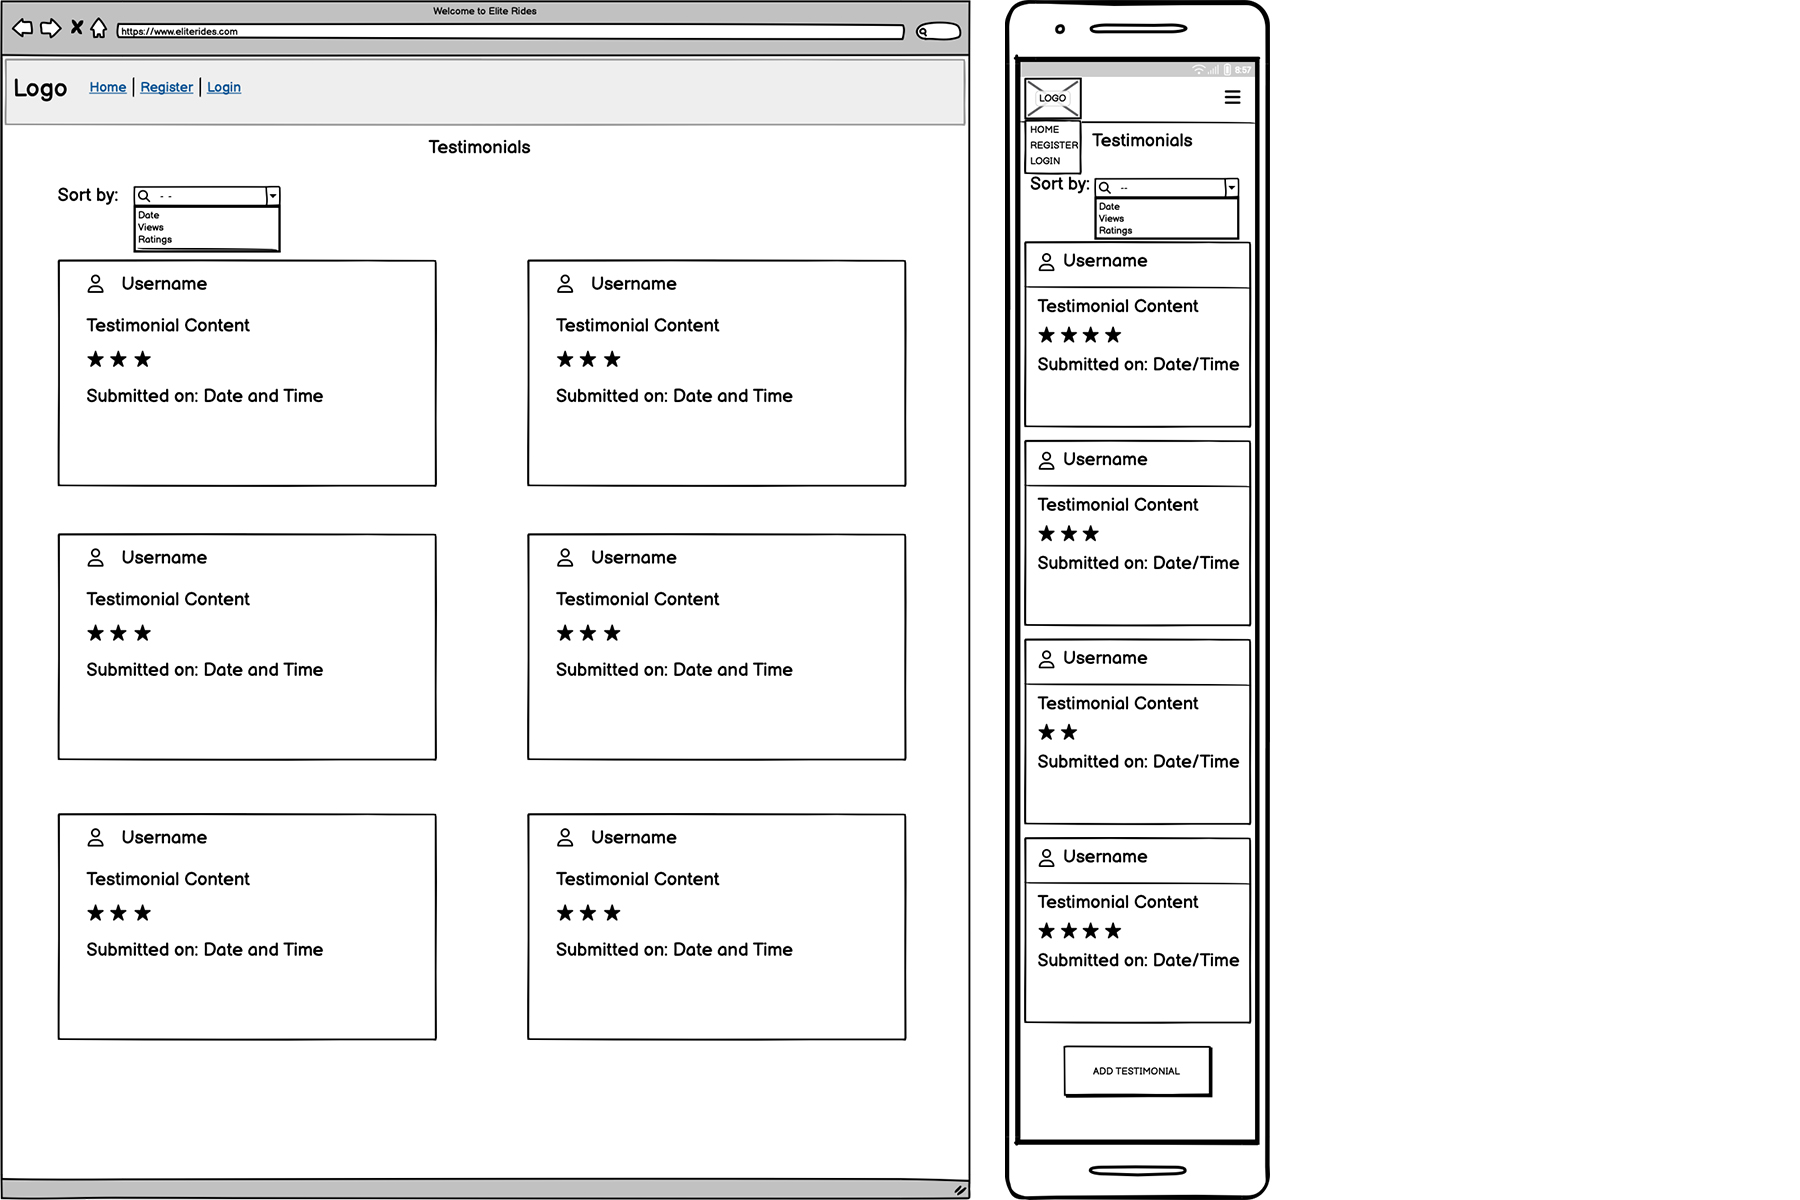 Welcome to Elite Rides
https://www.eliterides.com
Logo Home Register Login
Testimonials
Sort by: --
Date
Views
Ratings
Username Username
Testimonial Content Testimonial Content
Submitted on: Date and Time Submitted on: Date and Time
Username Username
Testimonial Content Testimonial Content
Submitted on: Date and Time Submitted on: Date and Time
Username Username
Testimonial Content Testimonial Content
Submitted on: Date and Time Submitted on: Date and Time
8:57
LOGO
HOME
REGISTER
LOGIN
Testimonials
Sort by: --
Date
Views
Ratings
Username
Testimonial Content
Submitted on: Date/Time
Username
Testimonial Content
Submitted on: Date/Time
Username
Testimonial Content
Submitted on: Date/Time
Username
Testimonial Content
Submitted on: Date/Time
ADD TESTIMONIAL